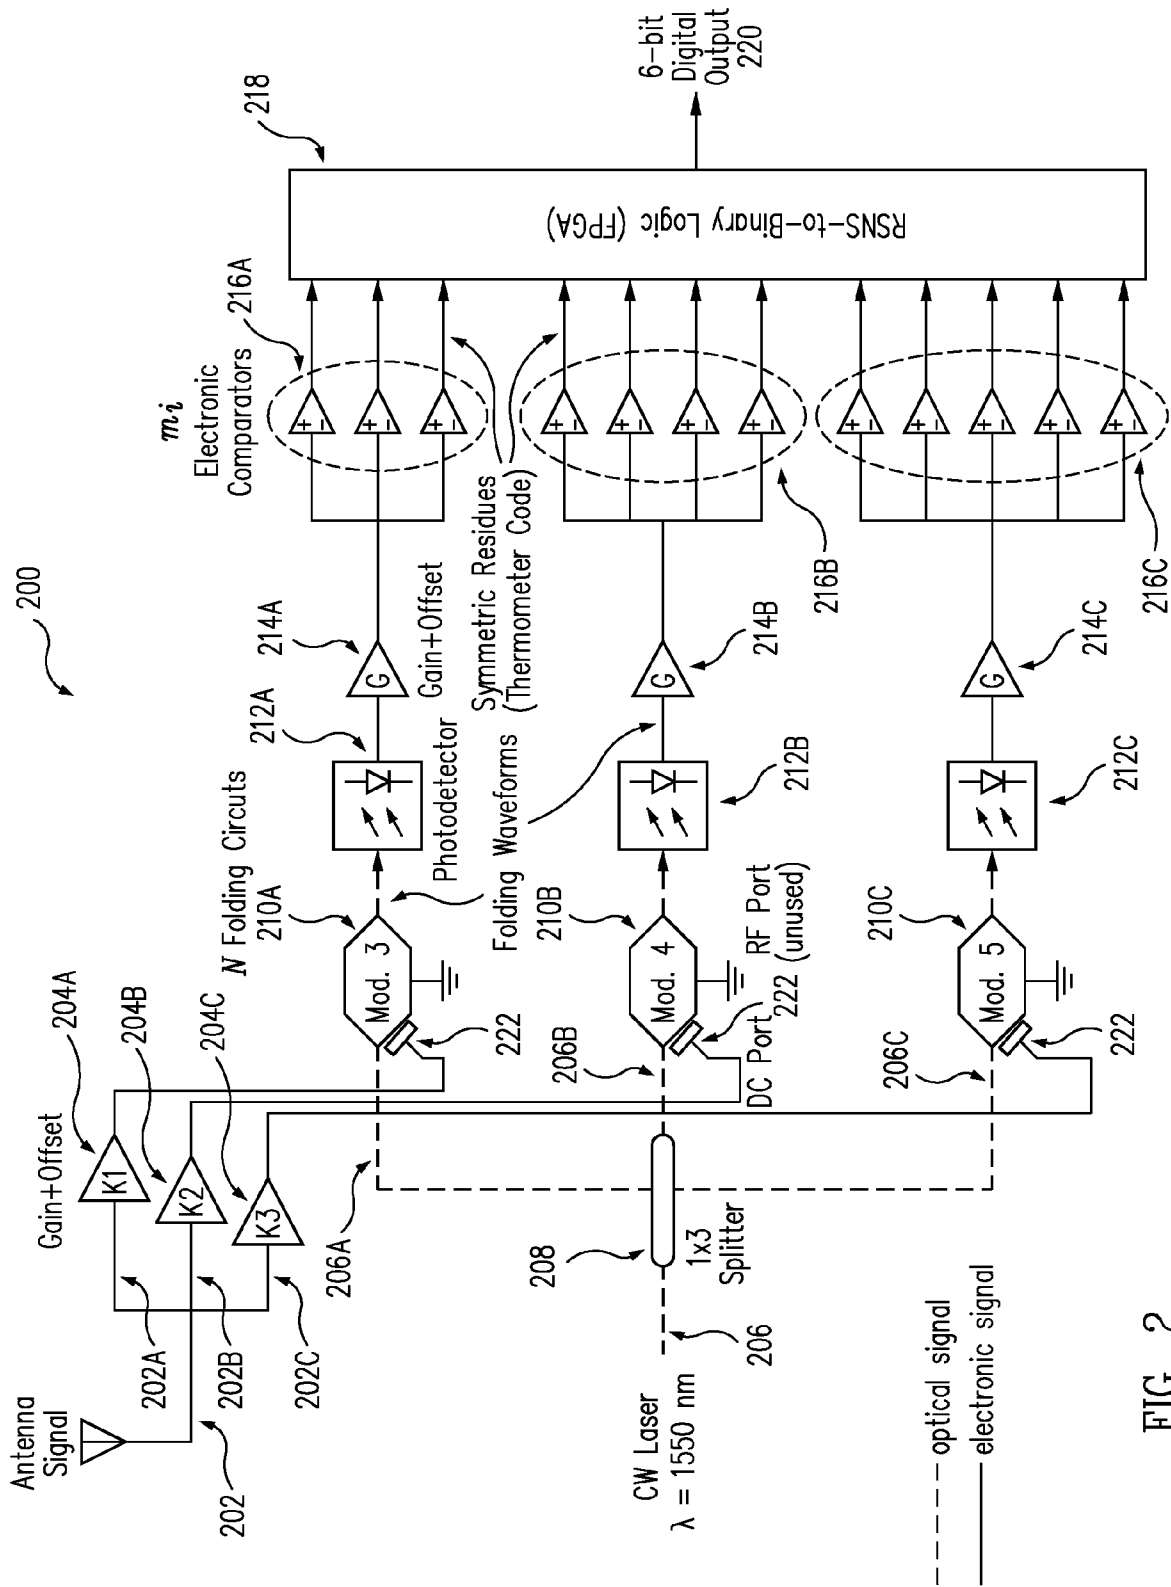 200
Antenna
Signal
202
202A
202B
202C
Gain+Offset
K1
K2
K3
204A
204B
204C
CW Laser
λ = 1550 nm
206
208
1x3
Splitter
206A
206B
206C
N Folding Circuts
210A
Mod. 3
222
210B
Mod. 4
222
DC Port
RF Port
(unused)
210C
Mod. 5
222
Photodetector
Folding Waveforms
212A
212B
212C
214A
G
Gain+Offset
214B
G
214C
G
Symmetric Residues
(Thermometer Code)
mi
Electronic
Comparators
216A
+ -
+ -
+ -
216B
+ -
+ -
+ -
+ -
216C
+ -
+ -
+ -
+ -
+ -
218
RSNS-to-Binary Logic (FPGA)
6-bit
Digital
Output
220
optical signal
electronic signal
FIG. 2